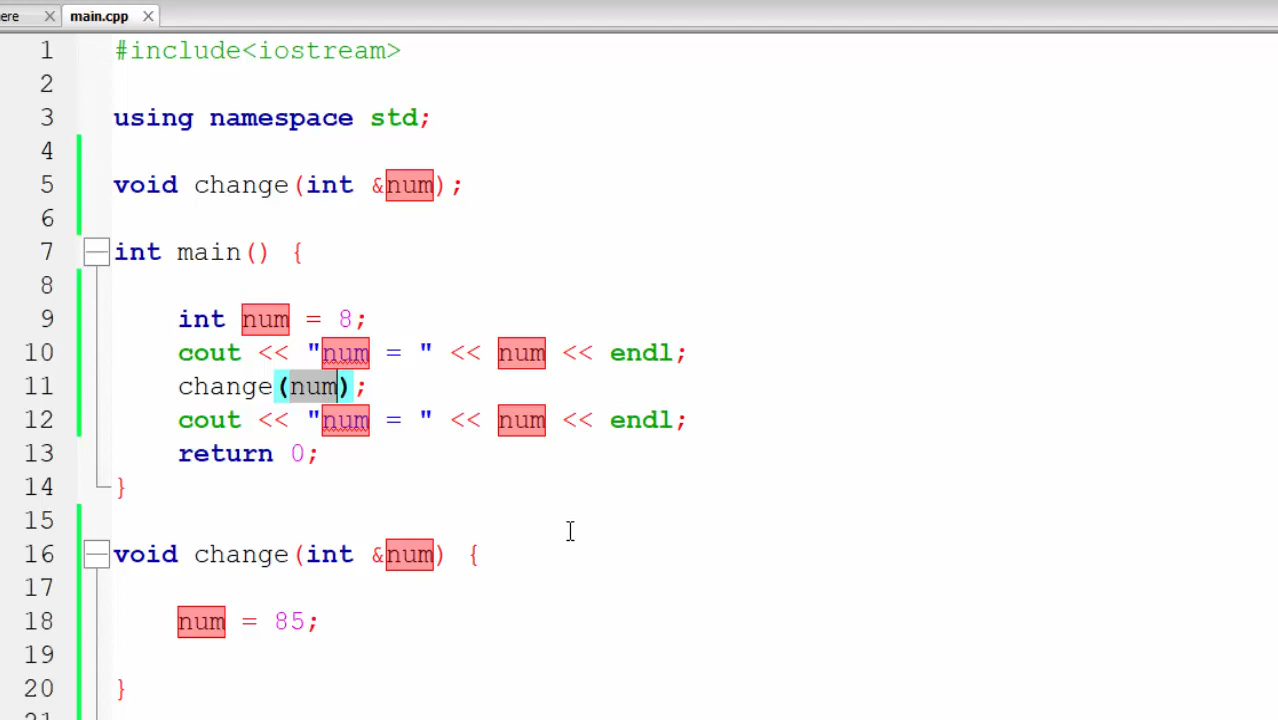 ere main.cpp
1 #include<iostream>
2
3 using namespace std;
4
5 void change(int &num);
6
7 int main() {
8
9 int num = 8;
10 cout << "num = " << num << endl;
11 change(num);
12 cout << "num = " << num << endl;
13 return 0;
14 }
15
16 void change(int &num) {
17
18 num = 85;
19
20 }
21